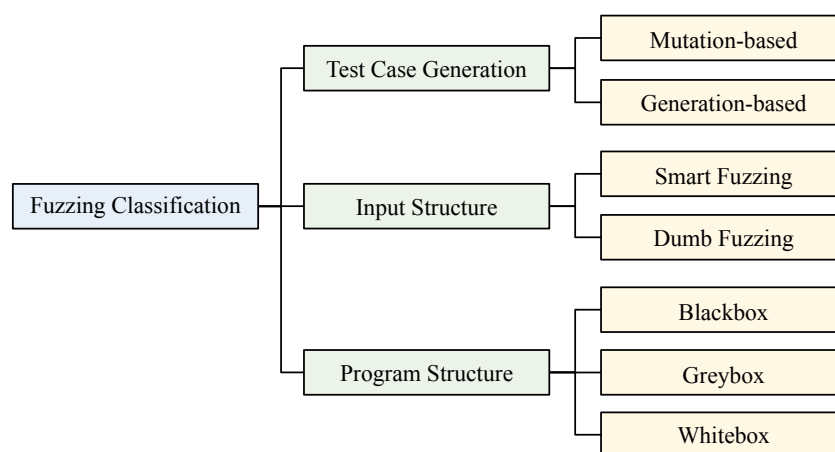 Fuzzing Classification
Test Case Generation
Mutation-based
Generation-based
Input Structure
Smart Fuzzing
Dumb Fuzzing
Program Structure
Blackbox
Greybox
Whitebox